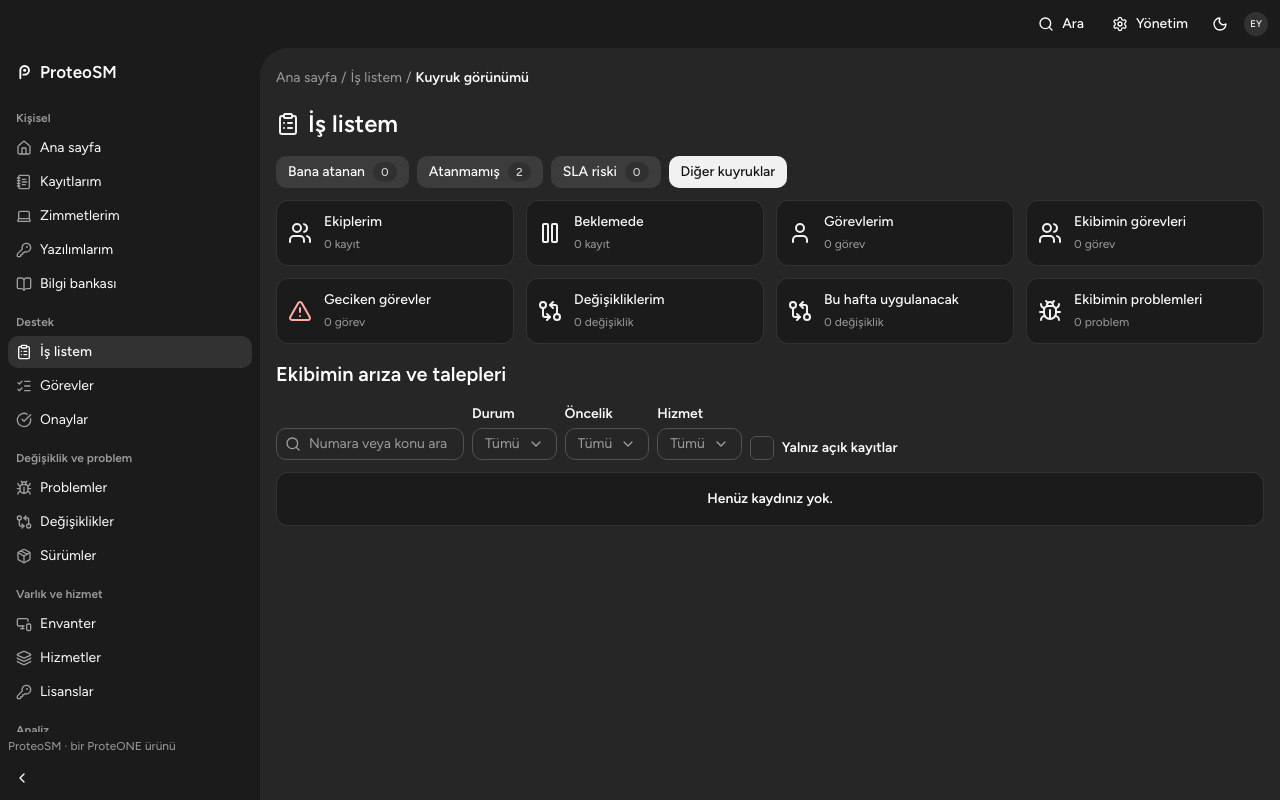 Ara
Yönetim
EY
ProteoSM
Kişisel
Ana sayfa
Kayıtlarım
Zimmetlerim
Yazılımlarım
Bilgi bankası
Destek
İş listem
Görevler
Onaylar
Değişiklik ve problem
Problemler
Değişiklikler
Sürümler
Varlık ve hizmet
Envanter
Hizmetler
Lisanslar
Analiz
ProteoSM · bir ProteONE ürünü
Ana sayfa / İş listem / Kuyruk görünümü
İş listem
Bana atanan 0
Atanmamış 2
SLA riski 0
Diğer kuyruklar
Ekiplerim
0 kayıt
Beklemede
0 kayıt
Görevlerim
0 görev
Ekibimin görevleri
0 görev
Geciken görevler
0 görev
Değişikliklerim
0 değişiklik
Bu hafta uygulanacak
0 değişiklik
Ekibimin problemleri
0 problem
Ekibimin arıza ve talepleri
Numara veya konu ara
Durum
Tümü
Öncelik
Tümü
Hizmet
Tümü
Yalnız açık kayıtlar
Henüz kaydınız yok.